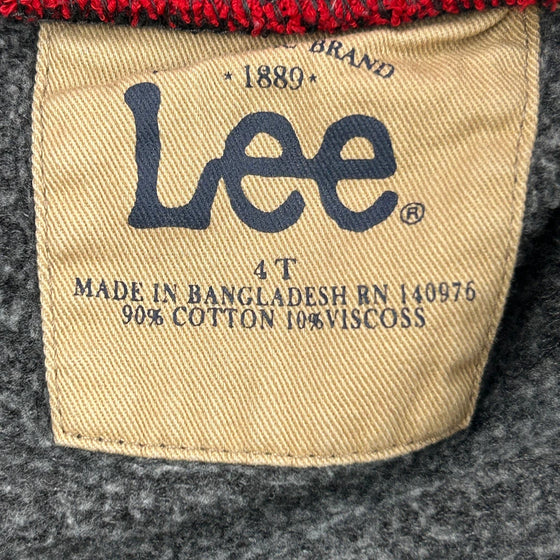 BRAND
*1889*
Lee®
4T
MADE IN BANGLADESH RN 140976
90% COTTON 10%VISCOSS